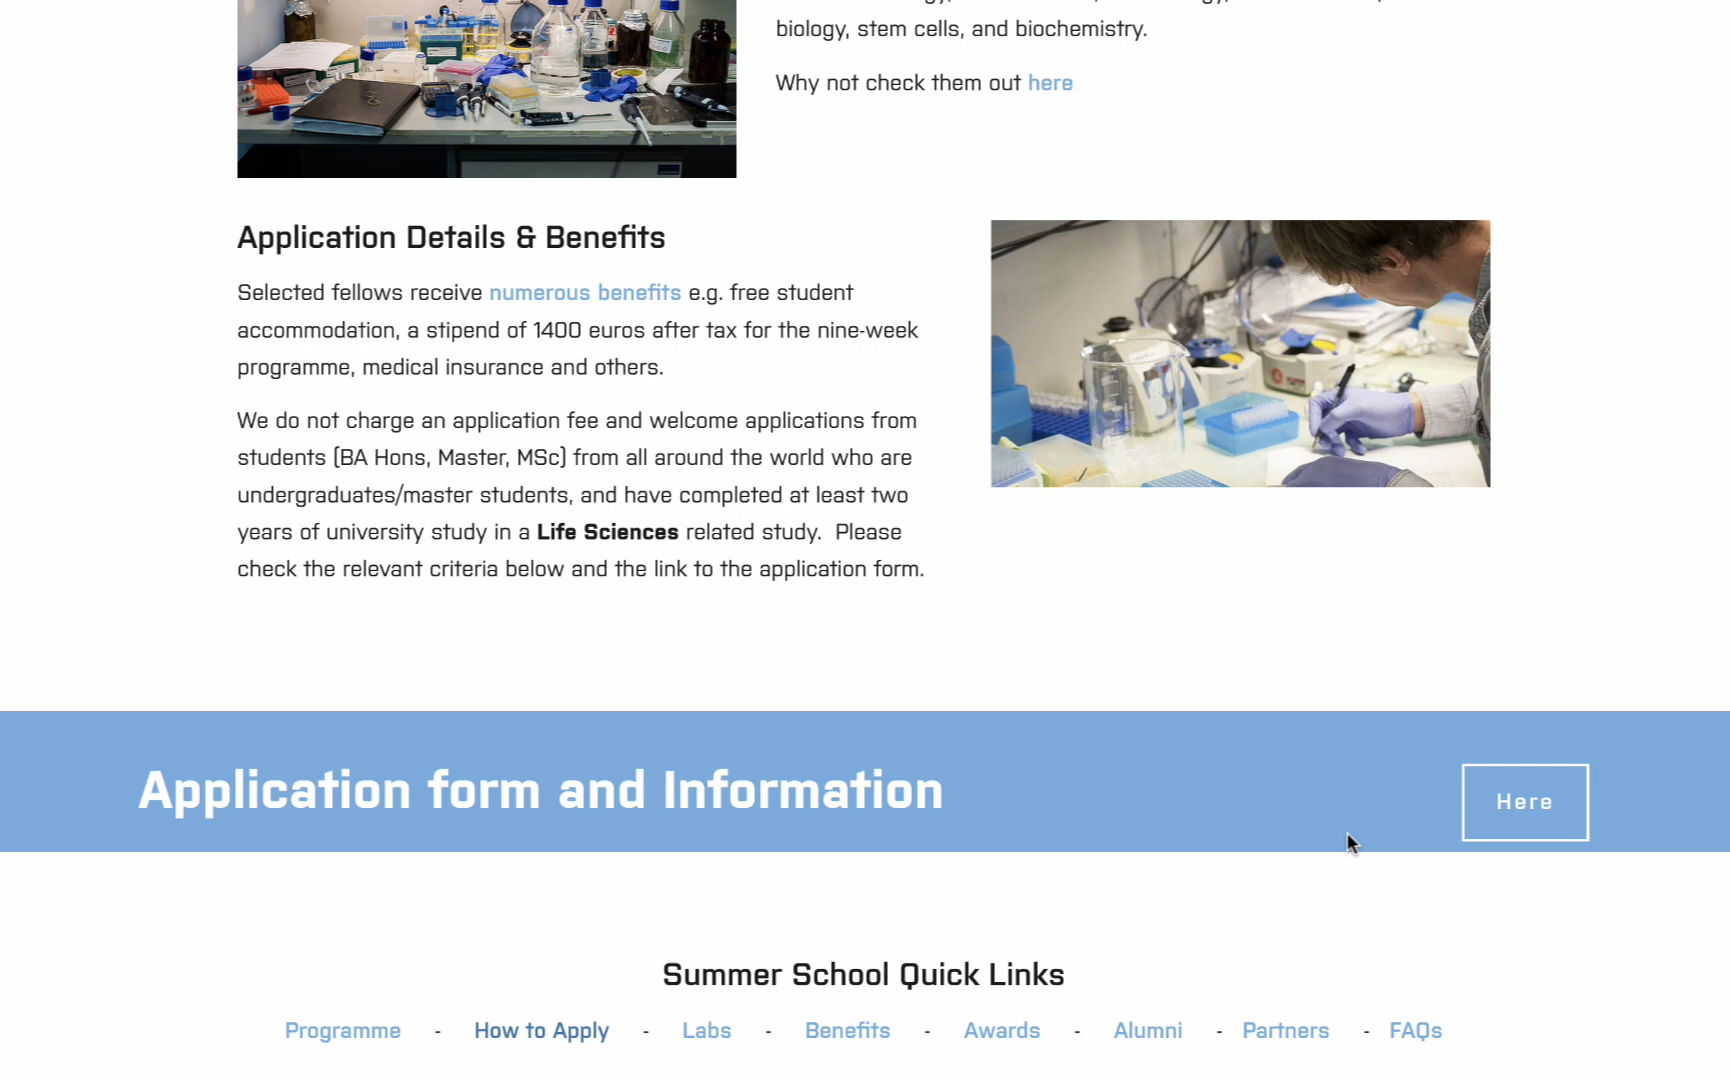 biology, stem cells, and biochemistry.
Why not check them out here
Application Details & Benefits
Selected fellows receive numerous benefits e.g. free student
accommodation, a stipend of 1400 euros after tax for the nine-week
programme, medical insurance and others.
We do not charge an application fee and welcome applications from
students (BA Hons, Master, MSc) from all around the world who are
undergraduates/master students, and have completed at least two
years of university study in a Life Sciences related study.  Please
check the relevant criteria below and the link to the application form.
Application form and Information
Here
Summer School Quick Links
Programme - How to Apply - Labs - Benefits - Awards - Alumni - Partners - FAQs